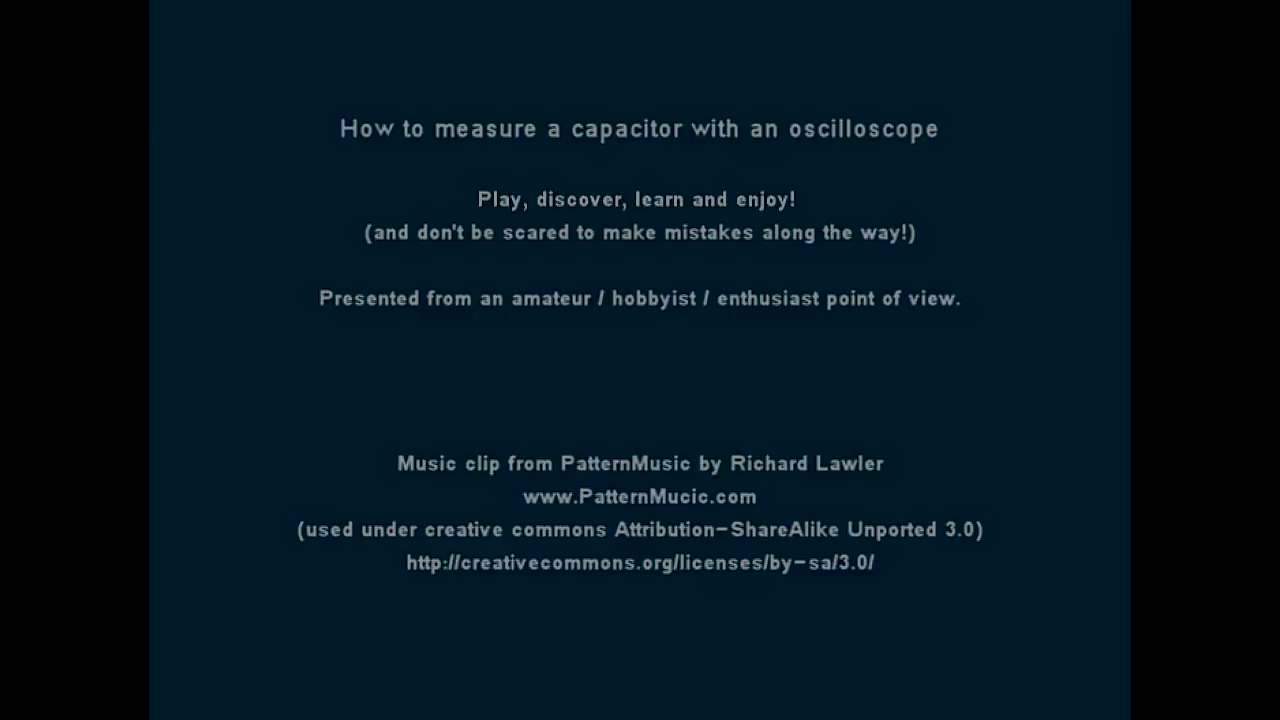 How to measure a capacitor with an oscilloscope
Play, discover, learn and enjoy!
(and don't be scared to make mistakes along the way!)
Presented from an amateur / hobbyist / enthusiast point of view.
Music clip from PatternMusic by Richard Lawler
www.PatternMucic.com
(used under creative commons Attribution-ShareAlike Unported 3.0)
http://creativecommons.org/licenses/by-sa/3.0/